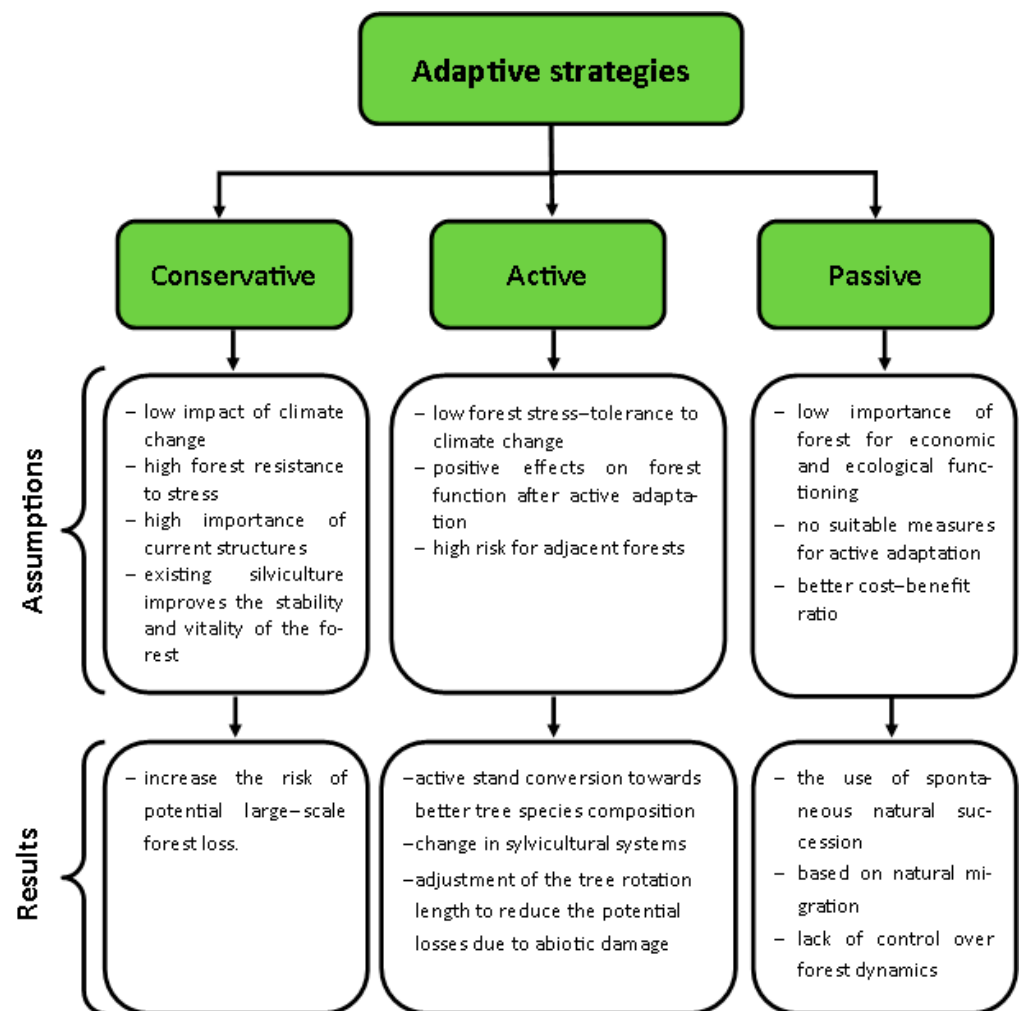 Adaptive strategies
Conservative
Active
Passive
Assumptions
– low impact of climate
change
– high forest resistance
to stress
– high importance of
current structures
– existing silviculture
improves the stability
and vitality of the fo-
rest
– low forest stress–tolerance to
climate change
– positive effects on forest
function after active adapta-
tion
– high risk for adjacent forests
– low importance of
forest for economic
and ecological func-
tioning
– no suitable measures
for active adaptation
– better cost–benefit
ratio
Results
– increase the risk of
potential large–scale
forest loss.
–active stand conversion towards
better tree species composition
–change in sylvicultural systems
–adjustment of the tree rotation
length to reduce the potential
losses due to abiotic damage
– the use of sponta-
neous natural suc-
cession
– based on natural mi-
gration
– lack of control over
forest dynamics